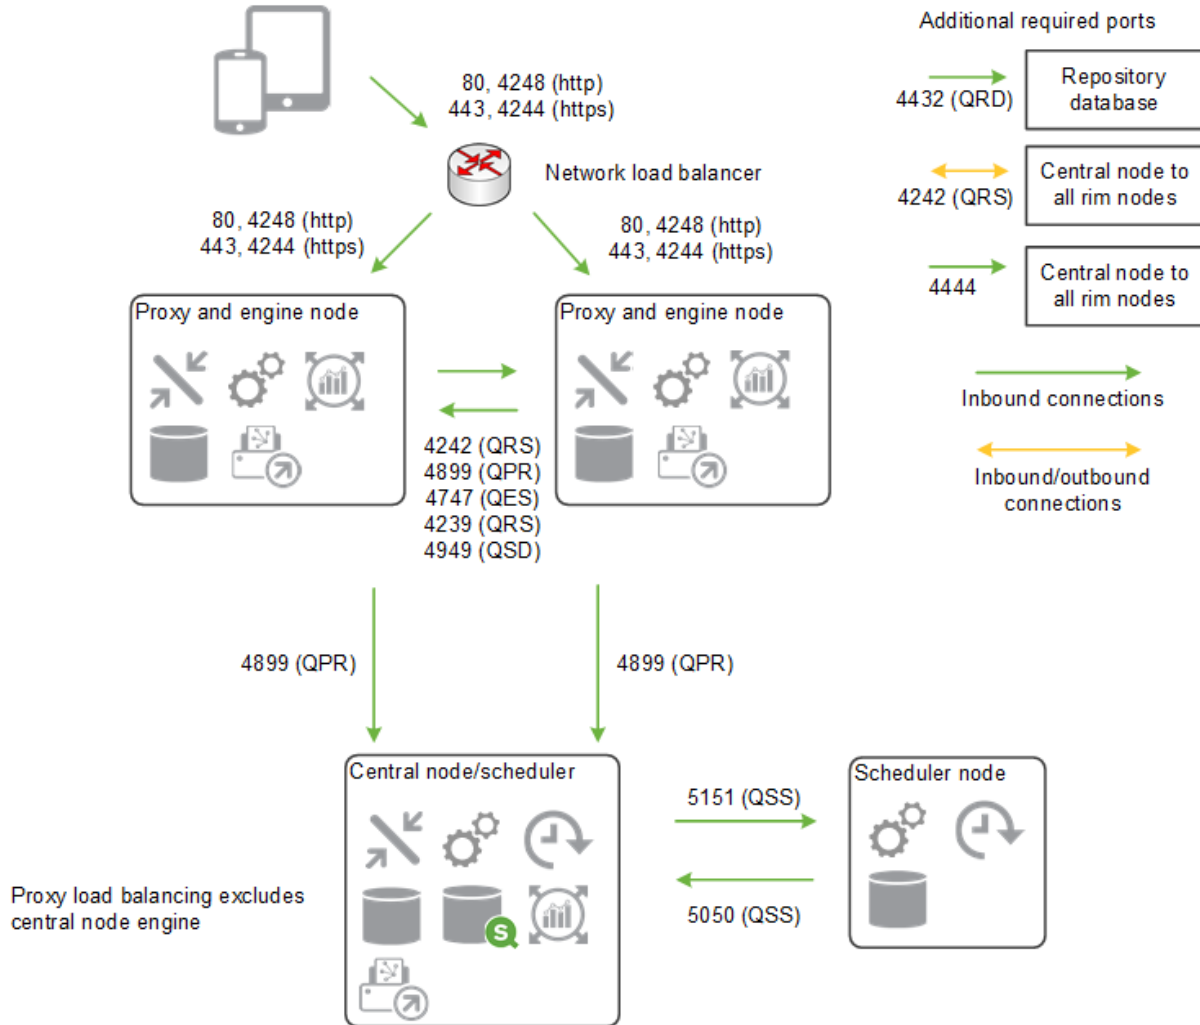 Additional required ports
80, 4248 (http)
443, 4244 (https)
Repository
database
4432 (QRD)
Network load balancer
Central node to
all rim nodes
4242 (QRS)
80, 4248 (http)
443, 4244 (https)
80, 4248 (http)
443, 4244 (https)
Central node to
all rim nodes
4444
Proxy and engine node
Proxy and engine node
Inbound connections
4242 (QRS)
4899 (QPR)
4747 (QES)
4239 (QRS)
4949 (QSD)
Inbound/outbound
connections
4899 (QPR)
4899 (QPR)
Central node/scheduler
Scheduler node
5151 (QSS)
5050 (QSS)
Proxy load balancing excludes
central node engine
S